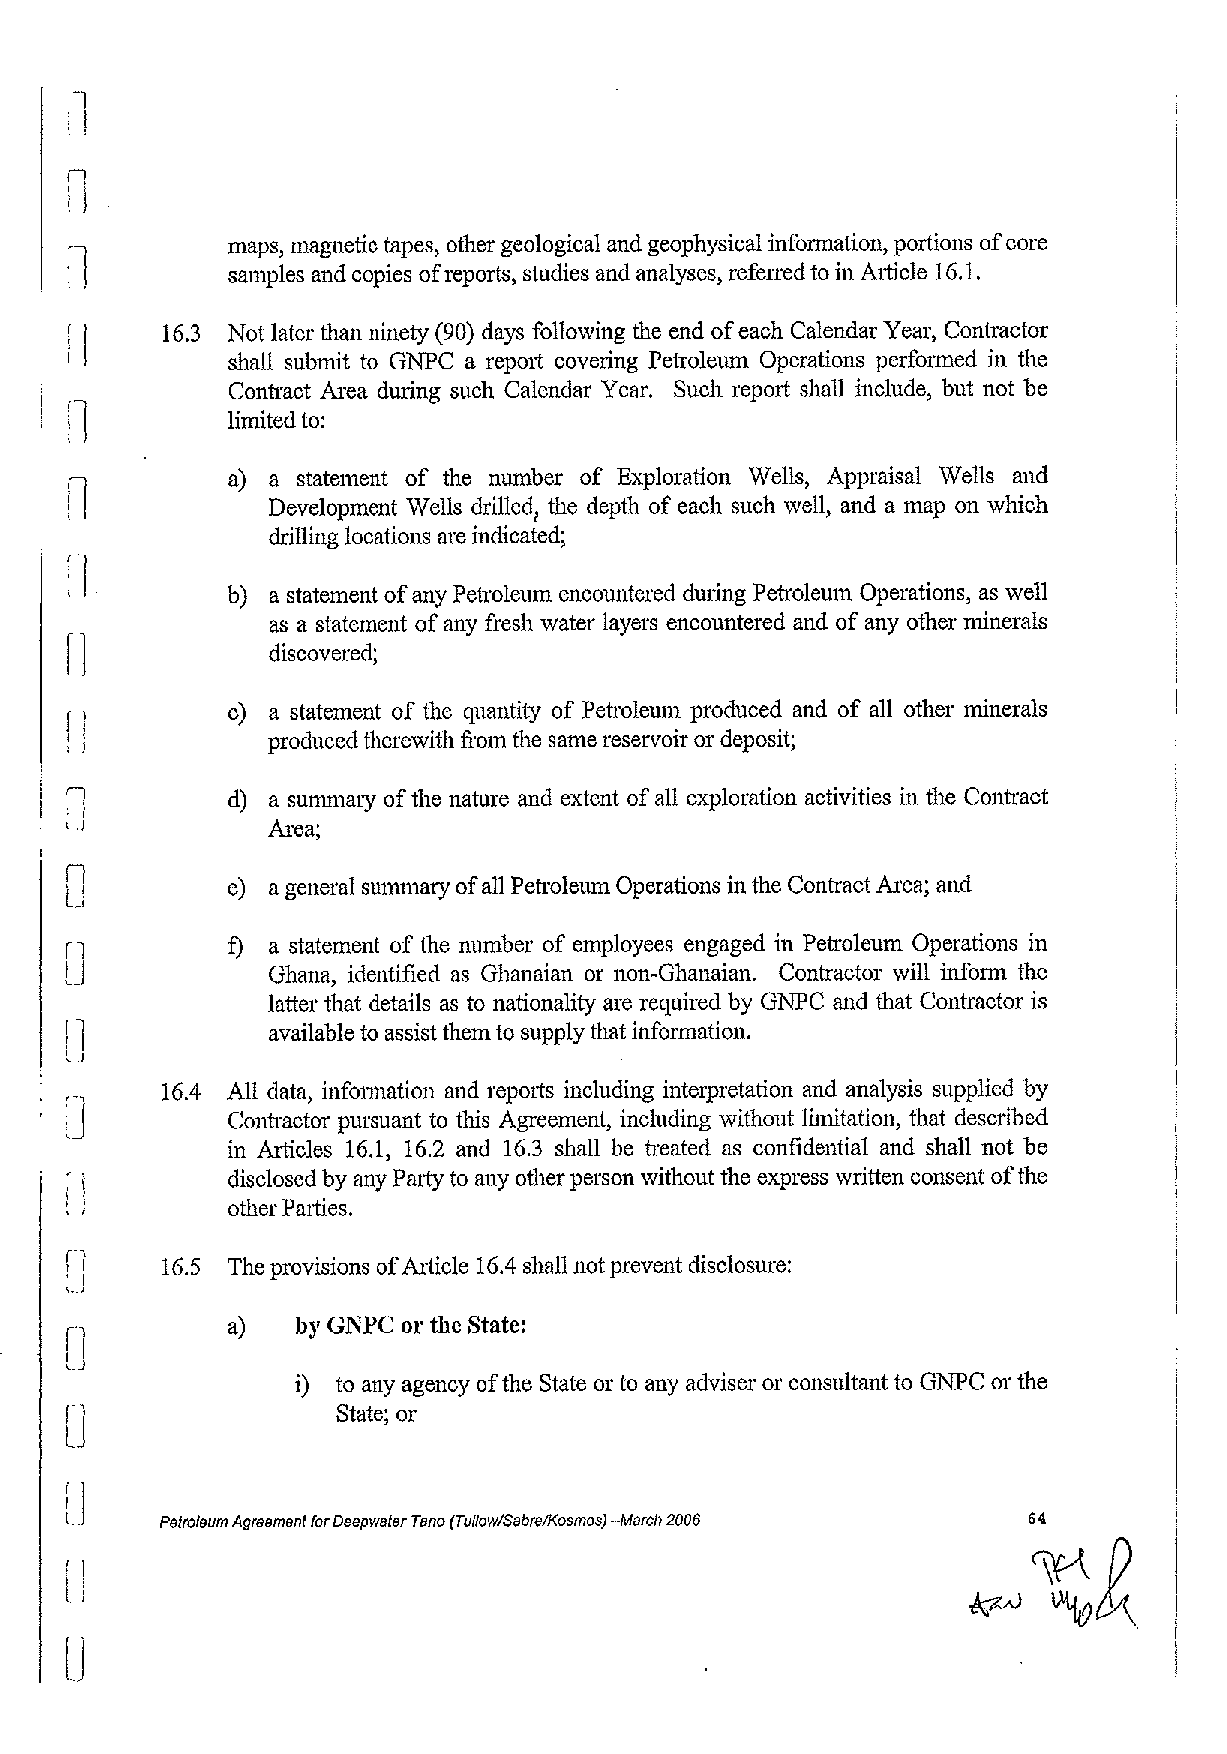 maps, magnetic tapes, other geological and geophysical information, portions of core
samples and copies of reports, studies and analyses, referred to in Article 16.1.
16.3 Not later than ninety (90) days following the end of each Calendar Year, Contractor
shall submit to GNPC a report covering Petroleum Operations performed in the
Contract Area during such Calendar Year. Such report shall include, but not be
limited to:
a) a statement of the number of Exploration Wells, Appraisal Wells and
Development Wells drilled, the depth of each such well, and a map on which
drilling locations are indicated;
b) a statement of any Petroleum encountered during Petroleum Operations, as well
as a statement of any fresh water layers encountered and of any other minerals
discovered;
c) a statement of the quantity of Petroleum produced and of all other minerals
produced therewith from the same reservoir or deposit;
d) a summary of the nature and extent of all exploration activities in the Contract
Area;
e) a general summary of all Petroleum Operations in the Contract Area; and
f) a statement of the number of employees engaged in Petroleum Operations in
Ghana, identified as Ghanaian or non-Ghanaian. Contractor will inform the
latter that details as to nationality are required by GNPC and that Contractor is
available to assist them to supply that information.
16.4 All data, information and reports including interpretation and analysis supplied by
Contractor pursuant to this Agreement, including without limitation, that described
in Articles 16.1, 16.2 and 16.3 shall be treated as confidential and shall not be
disclosed by any Party to any other person without the express written consent of the
other Parties.
16.5 The provisions of Article 16.4 shall not prevent disclosure:
a) by GNPC or the State:
i) to any agency of the State or to any adviser or consultant to GNPC or the
State; or
Petroleum Agreement for Deepwater Tano (Tullow/Sabre/Kosmos) --March 2006 64